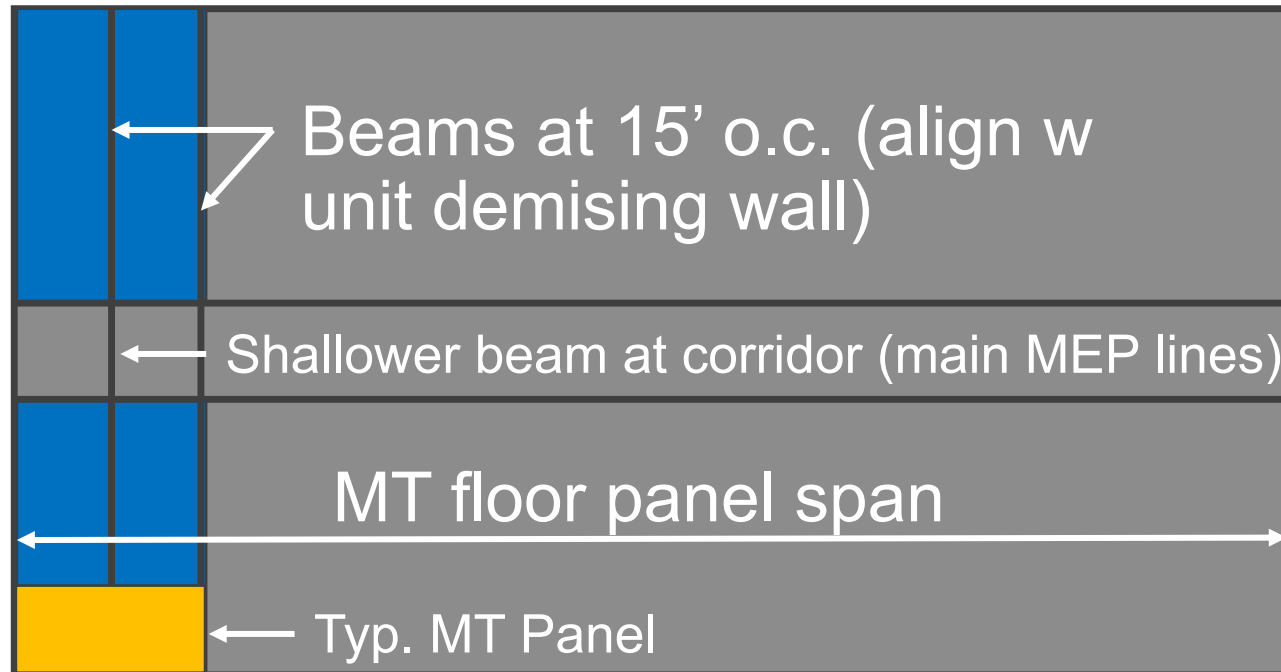 Beams at 15’ o.c. (align w
unit demising wall)
Shallower beam at corridor (main MEP lines)
MT floor panel span
Typ. MT Panel